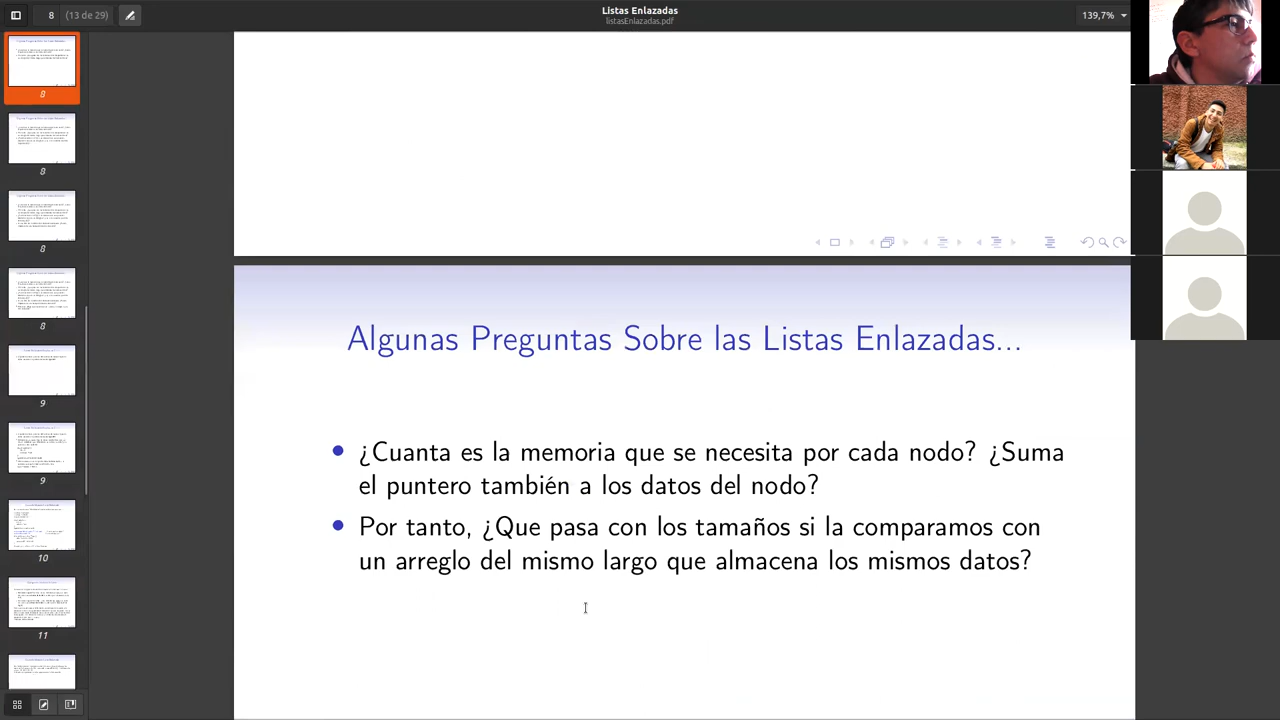 8
(13 de 29)
Listas Enlazadas
listasEnlazadas.pdf
139,7%
8
8
8
8
9
9
10
11
Algunas Preguntas Sobre las Listas Enlazadas...
¿Cuanta es la memoria que se necesita por cada nodo? ¿Suma
el puntero también a los datos del nodo?
Por tanto, ¿Que pasa con los tamaños si la comparamos con
un arreglo del mismo largo que almacena los mismos datos?